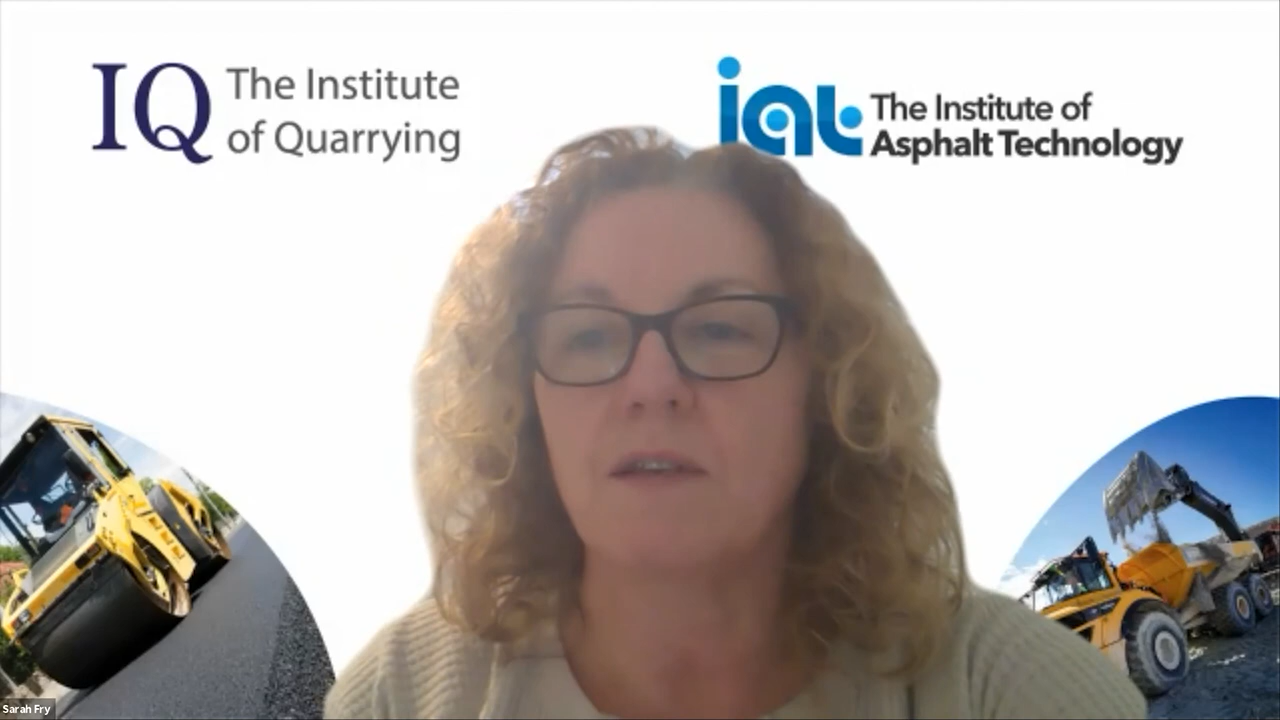 IQ The Institute
of Quarrying
iat The Institute of
Asphalt Technology
Sarah Fry